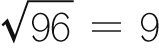 √96 = 9